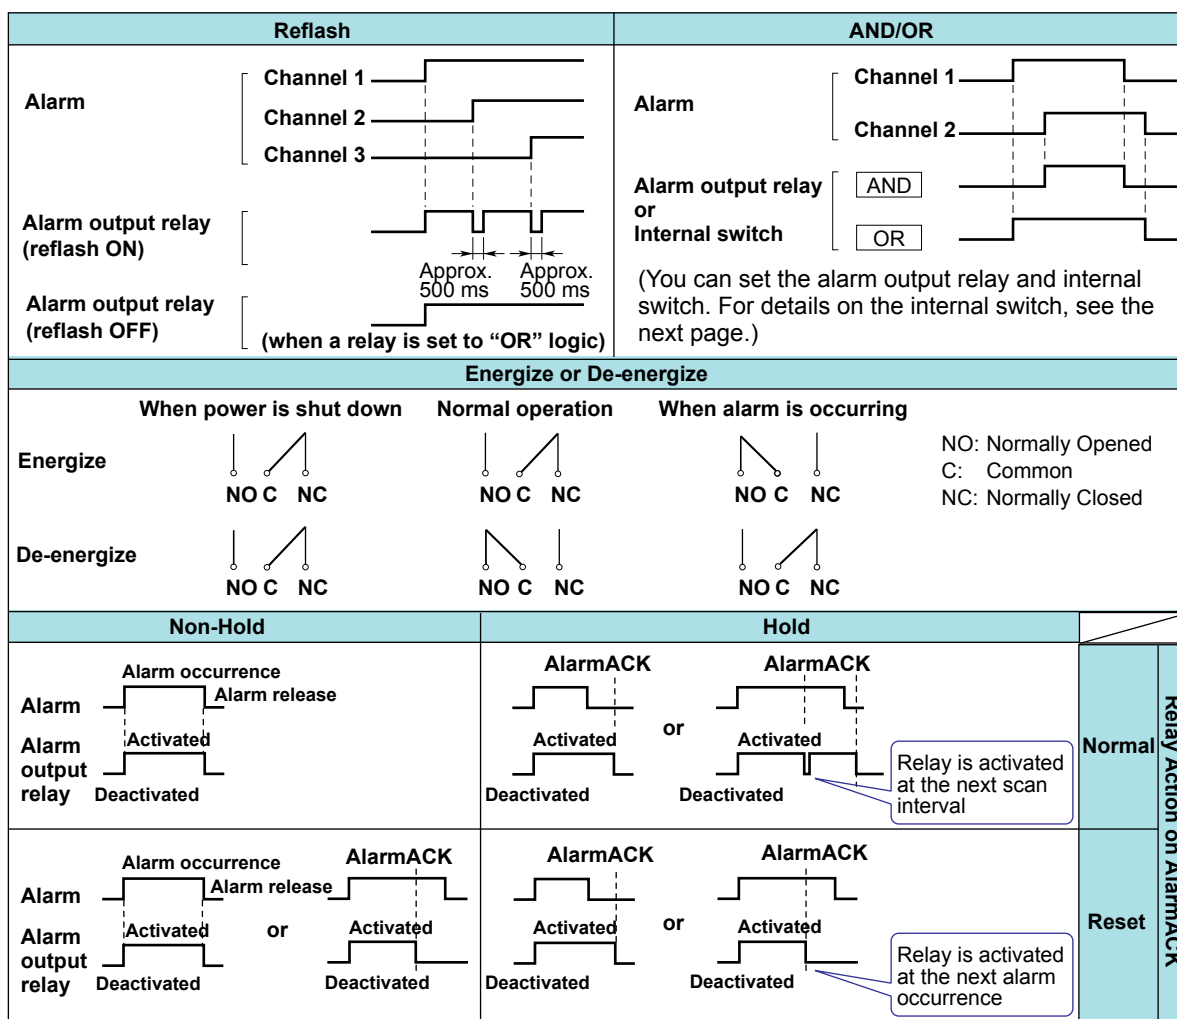 Reflash
Alarm
Channel 1
Channel 2
Channel 3
Alarm output relay
(reflash ON)
Approx.
500 ms
Approx.
500 ms
Alarm output relay
(reflash OFF)
(when a relay is set to “OR” logic)
AND/OR
Alarm
Channel 1
Channel 2
Alarm output relay
or
Internal switch
AND
OR
(You can set the alarm output relay and internal
switch. For details on the internal switch, see the
next page.)
Energize or De-energize
When power is shut down
Normal operation
When alarm is occurring
Energize
NO C NC
NO C NC
NO C NC
NO: Normally Opened
C: Common
NC: Normally Closed
De-energize
NO C NC
NO C NC
NO C NC
Non-Hold
Hold
Alarm occurrence
Alarm release
Alarm
Activated
Alarm
output
relay
Deactivated
AlarmACK
Activated
Deactivated
or
AlarmACK
Activated
Deactivated
Relay is activated
at the next scan
interval
Normal
Relay Action on AlarmACK
Alarm occurrence
Alarm release
Alarm
Activated
Alarm
output
relay
Deactivated
or
AlarmACK
Activated
Deactivated
AlarmACK
Activated
Deactivated
or
AlarmACK
Activated
Deactivated
Relay is activated
at the next alarm
occurrence
Reset